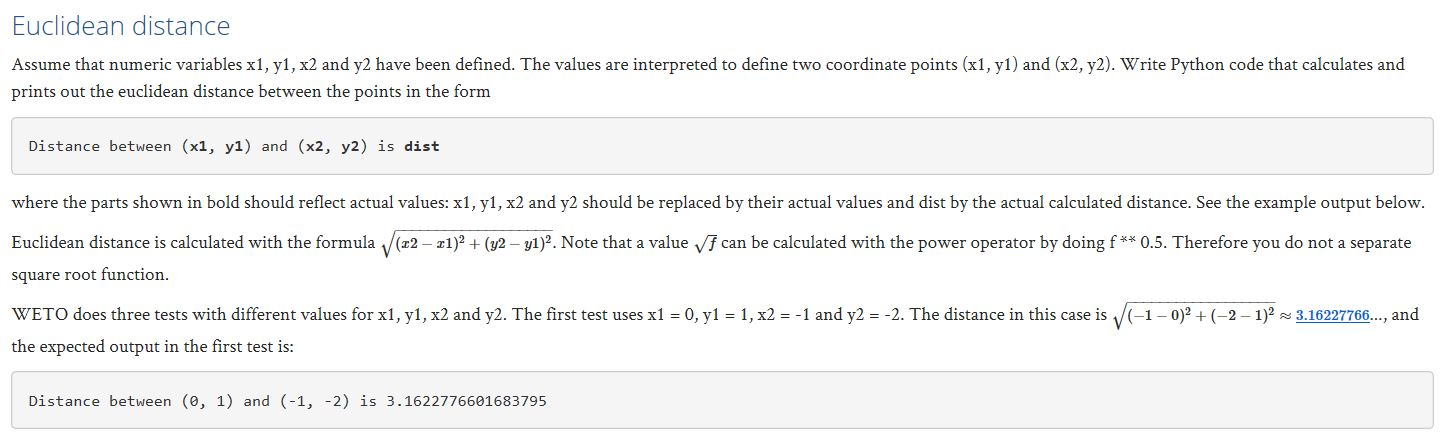 Euclidean distance
Assume that numeric variables x1, y1, x2 and y2 have been defined. The values are interpreted to define two coordinate points (x1, y1) and (x2, y2). Write Python code that calculates and
prints out the euclidean distance between the points in the form
Distance between (x1, y1) and (x2, y2) is dist
where the parts shown in bold should reflect actual values: x1, y1, x2 and y2 should be replaced by their actual values and dist by the actual calculated distance. See the example output below.
Euclidean distance is calculated with the formula √(x2 − x1)² + (y2 − y1)². Note that a value √f can be calculated with the power operator by doing f ** 0.5. Therefore you do not a separate
square root function.
WETO does three tests with different values for x1, y1, x2 and y2. The first test uses x1 = 0, y1 = 1, x2 = -1 and y2 = -2. The distance in this case is √(−1 − 0)² + (−2 − 1)² ≈ 3.16227766..., and
the expected output in the first test is:
Distance between (0, 1) and (-1, -2) is 3.1622776601683795